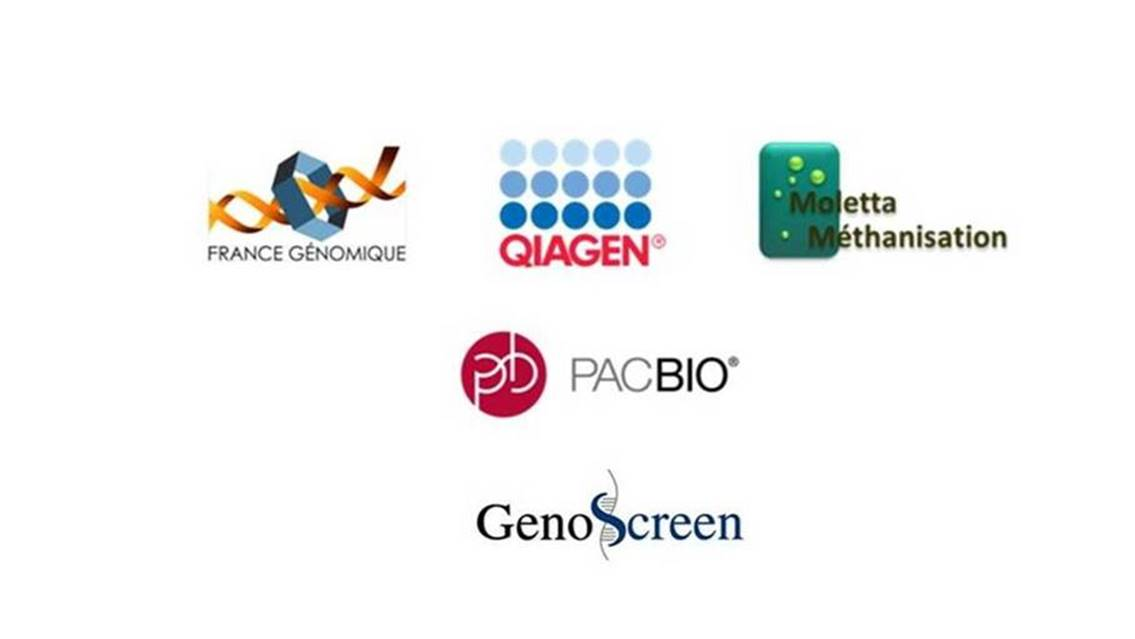 FRANCE GÉNOMIQUE
QIAGEN®
Moletta
Méthanisation
pb
PACBIO®
GenoScreen